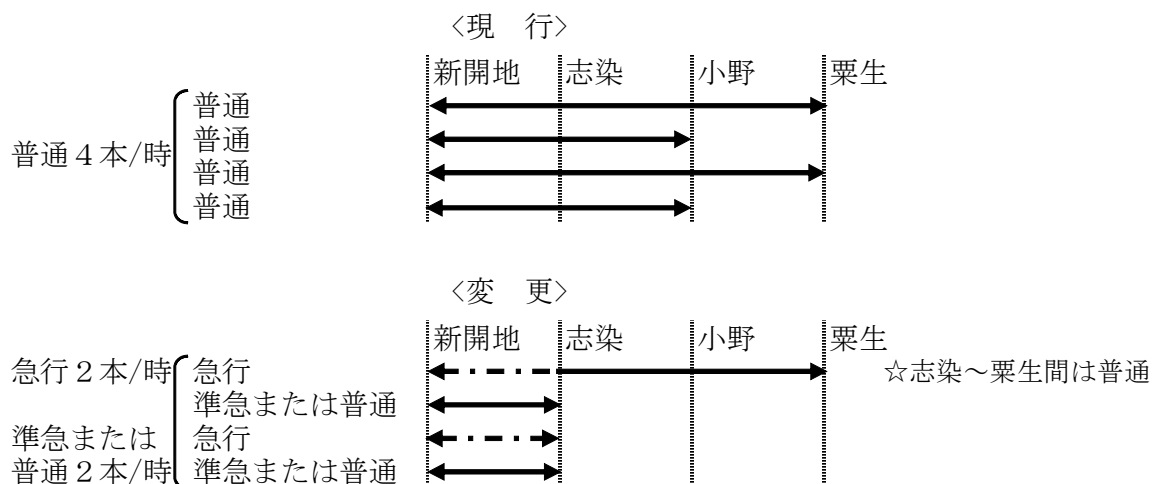 〈現　行〉
新開地 志染 小野 粟生
普通
普通
普通４本/時
普通
普通
〈変　更〉
新開地 志染 小野 粟生
急行２本/時 急行 ☆志染～粟生間は普通
準急または普通
準急または 急行
普通２本/時 準急または普通